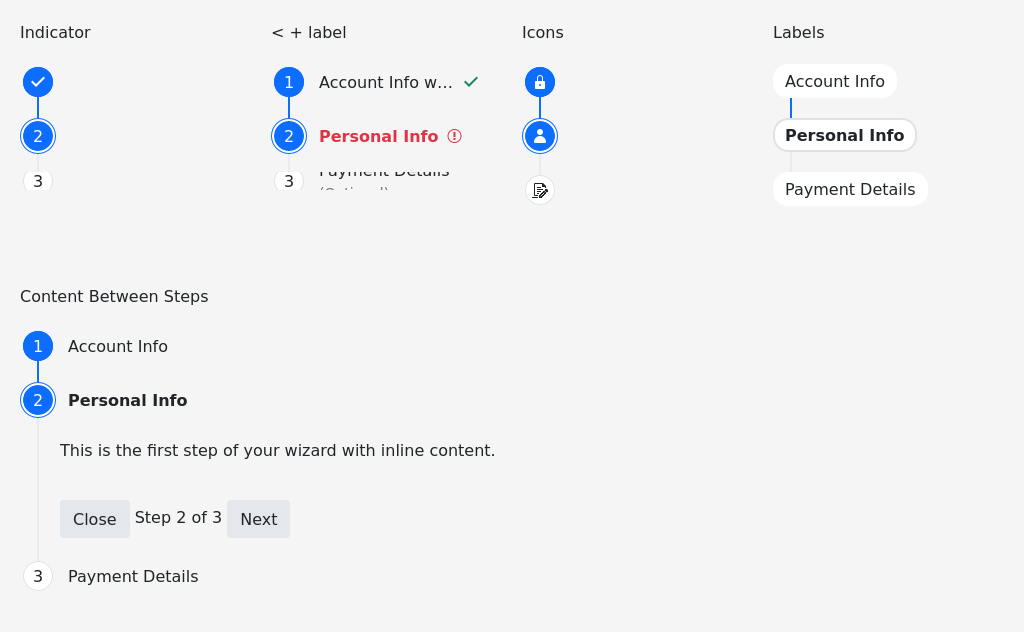 Indicator
2
3
< + label
1 Account Info w...
2 Personal Info
3 Payment Details
(Optional)
Icons
Labels
Account Info
Personal Info
Payment Details
Content Between Steps
1 Account Info
2 Personal Info
This is the first step of your wizard with inline content.
Close Step 2 of 3 Next
3 Payment Details